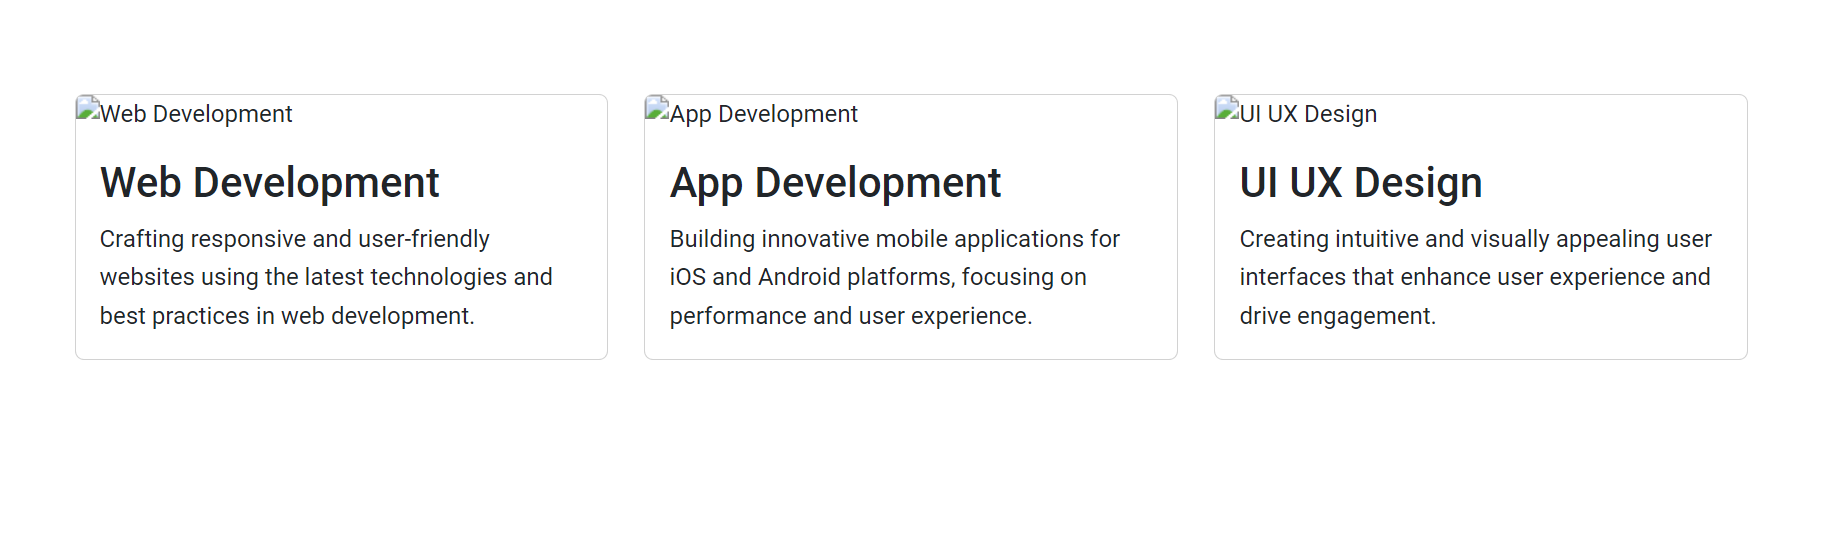 Web Development
Web Development
Crafting responsive and user-friendly
websites using the latest technologies and
best practices in web development.
App Development
App Development
Building innovative mobile applications for
iOS and Android platforms, focusing on
performance and user experience.
UI UX Design
UI UX Design
Creating intuitive and visually appealing user
interfaces that enhance user experience and
drive engagement.